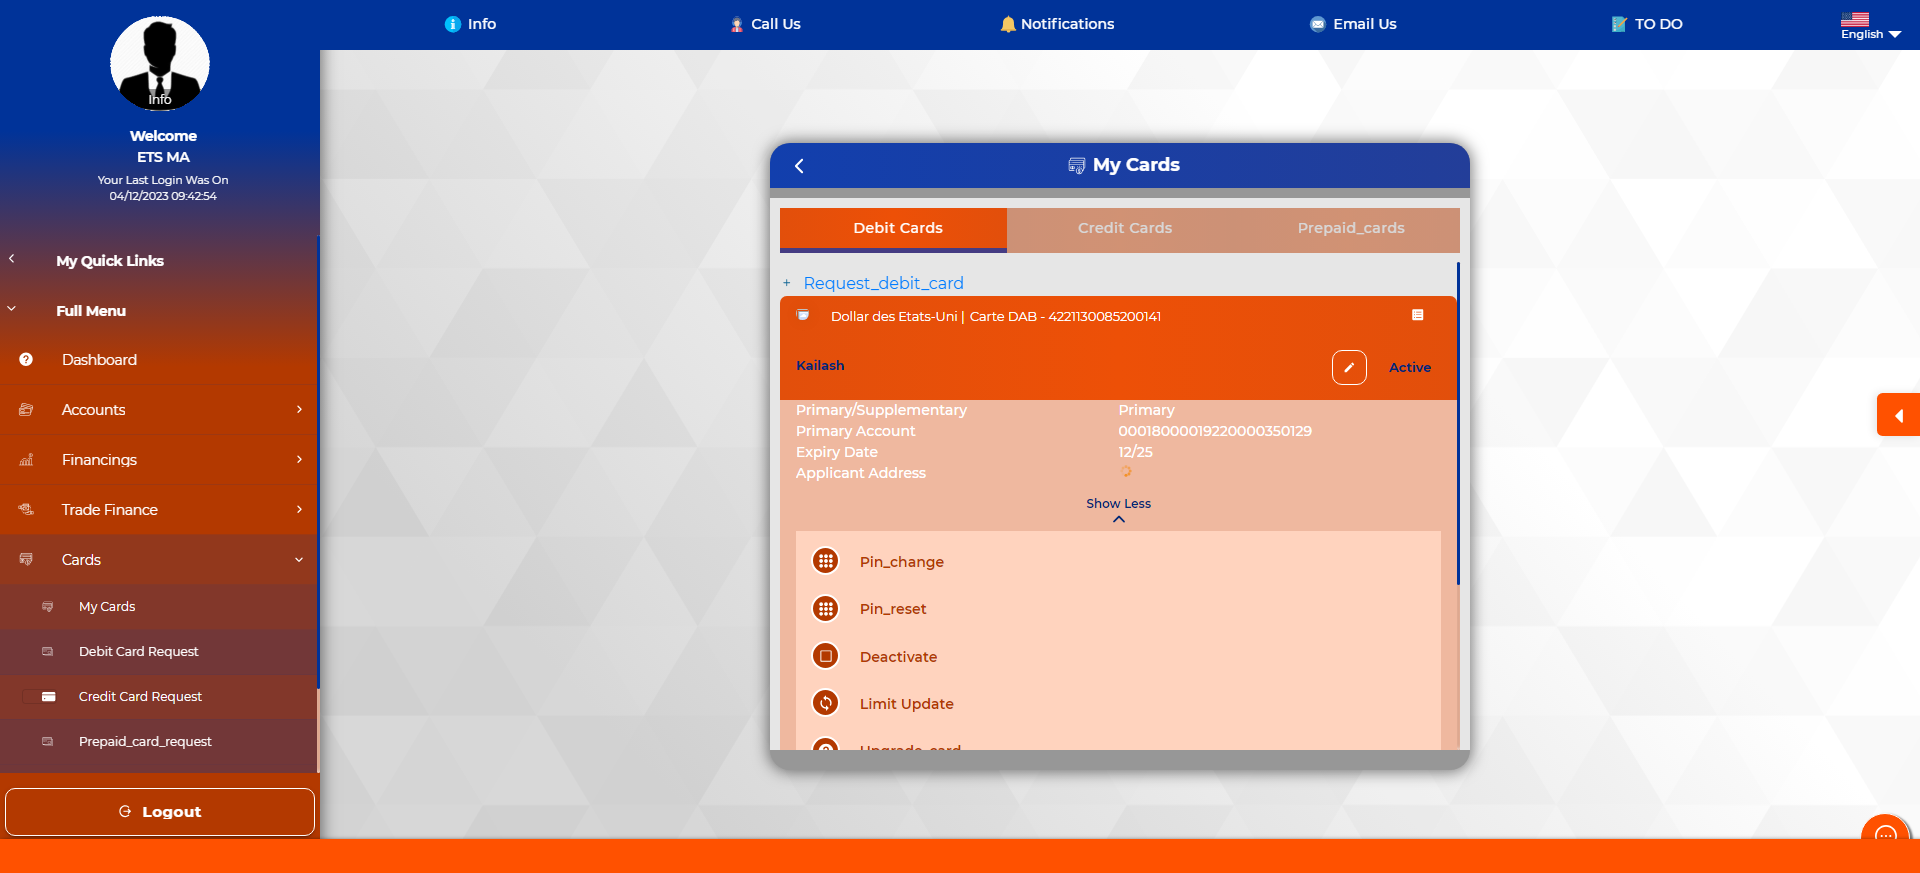 Info
Call Us
Notifications
Email Us
TO DO
English
Info
Welcome
ETS MA
Your Last Login Was On
04/12/2023 09:42:54
My Quick Links
Full Menu
Dashboard
Accounts
Financings
Trade Finance
Cards
My Cards
Debit Card Request
Credit Card Request
Prepaid_card_request
Logout
My Cards
Debit Cards
Credit Cards
Prepaid_cards
+ Request_debit_card
Dollar des Etats-Uni | Carte DAB - 4221130085200141
Kailash
Active
Primary/Supplementary Primary
Primary Account 00018000019220000350129
Expiry Date 12/25
Applicant Address
Show Less
Pin_change
Pin_reset
Deactivate
Limit Update
Upgrade_card